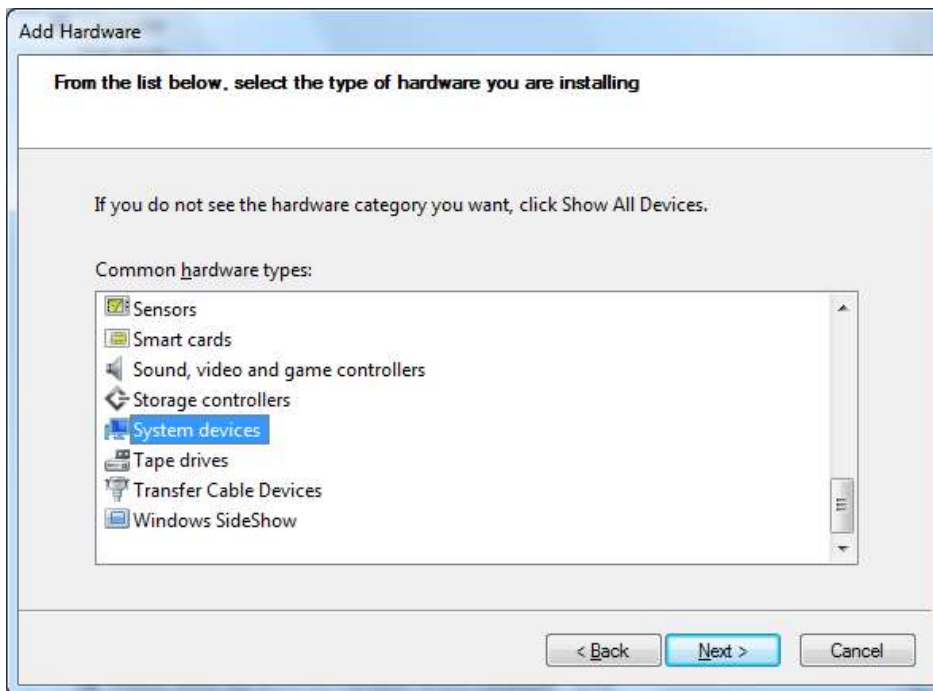 Add Hardware
From the list below, select the type of hardware you are installing
If you do not see the hardware category you want, click Show All Devices.
Common hardware types:
Sensors
Smart cards
Sound, video and game controllers
Storage controllers
System devices
Tape drives
Transfer Cable Devices
Windows SideShow
< Back Next > Cancel